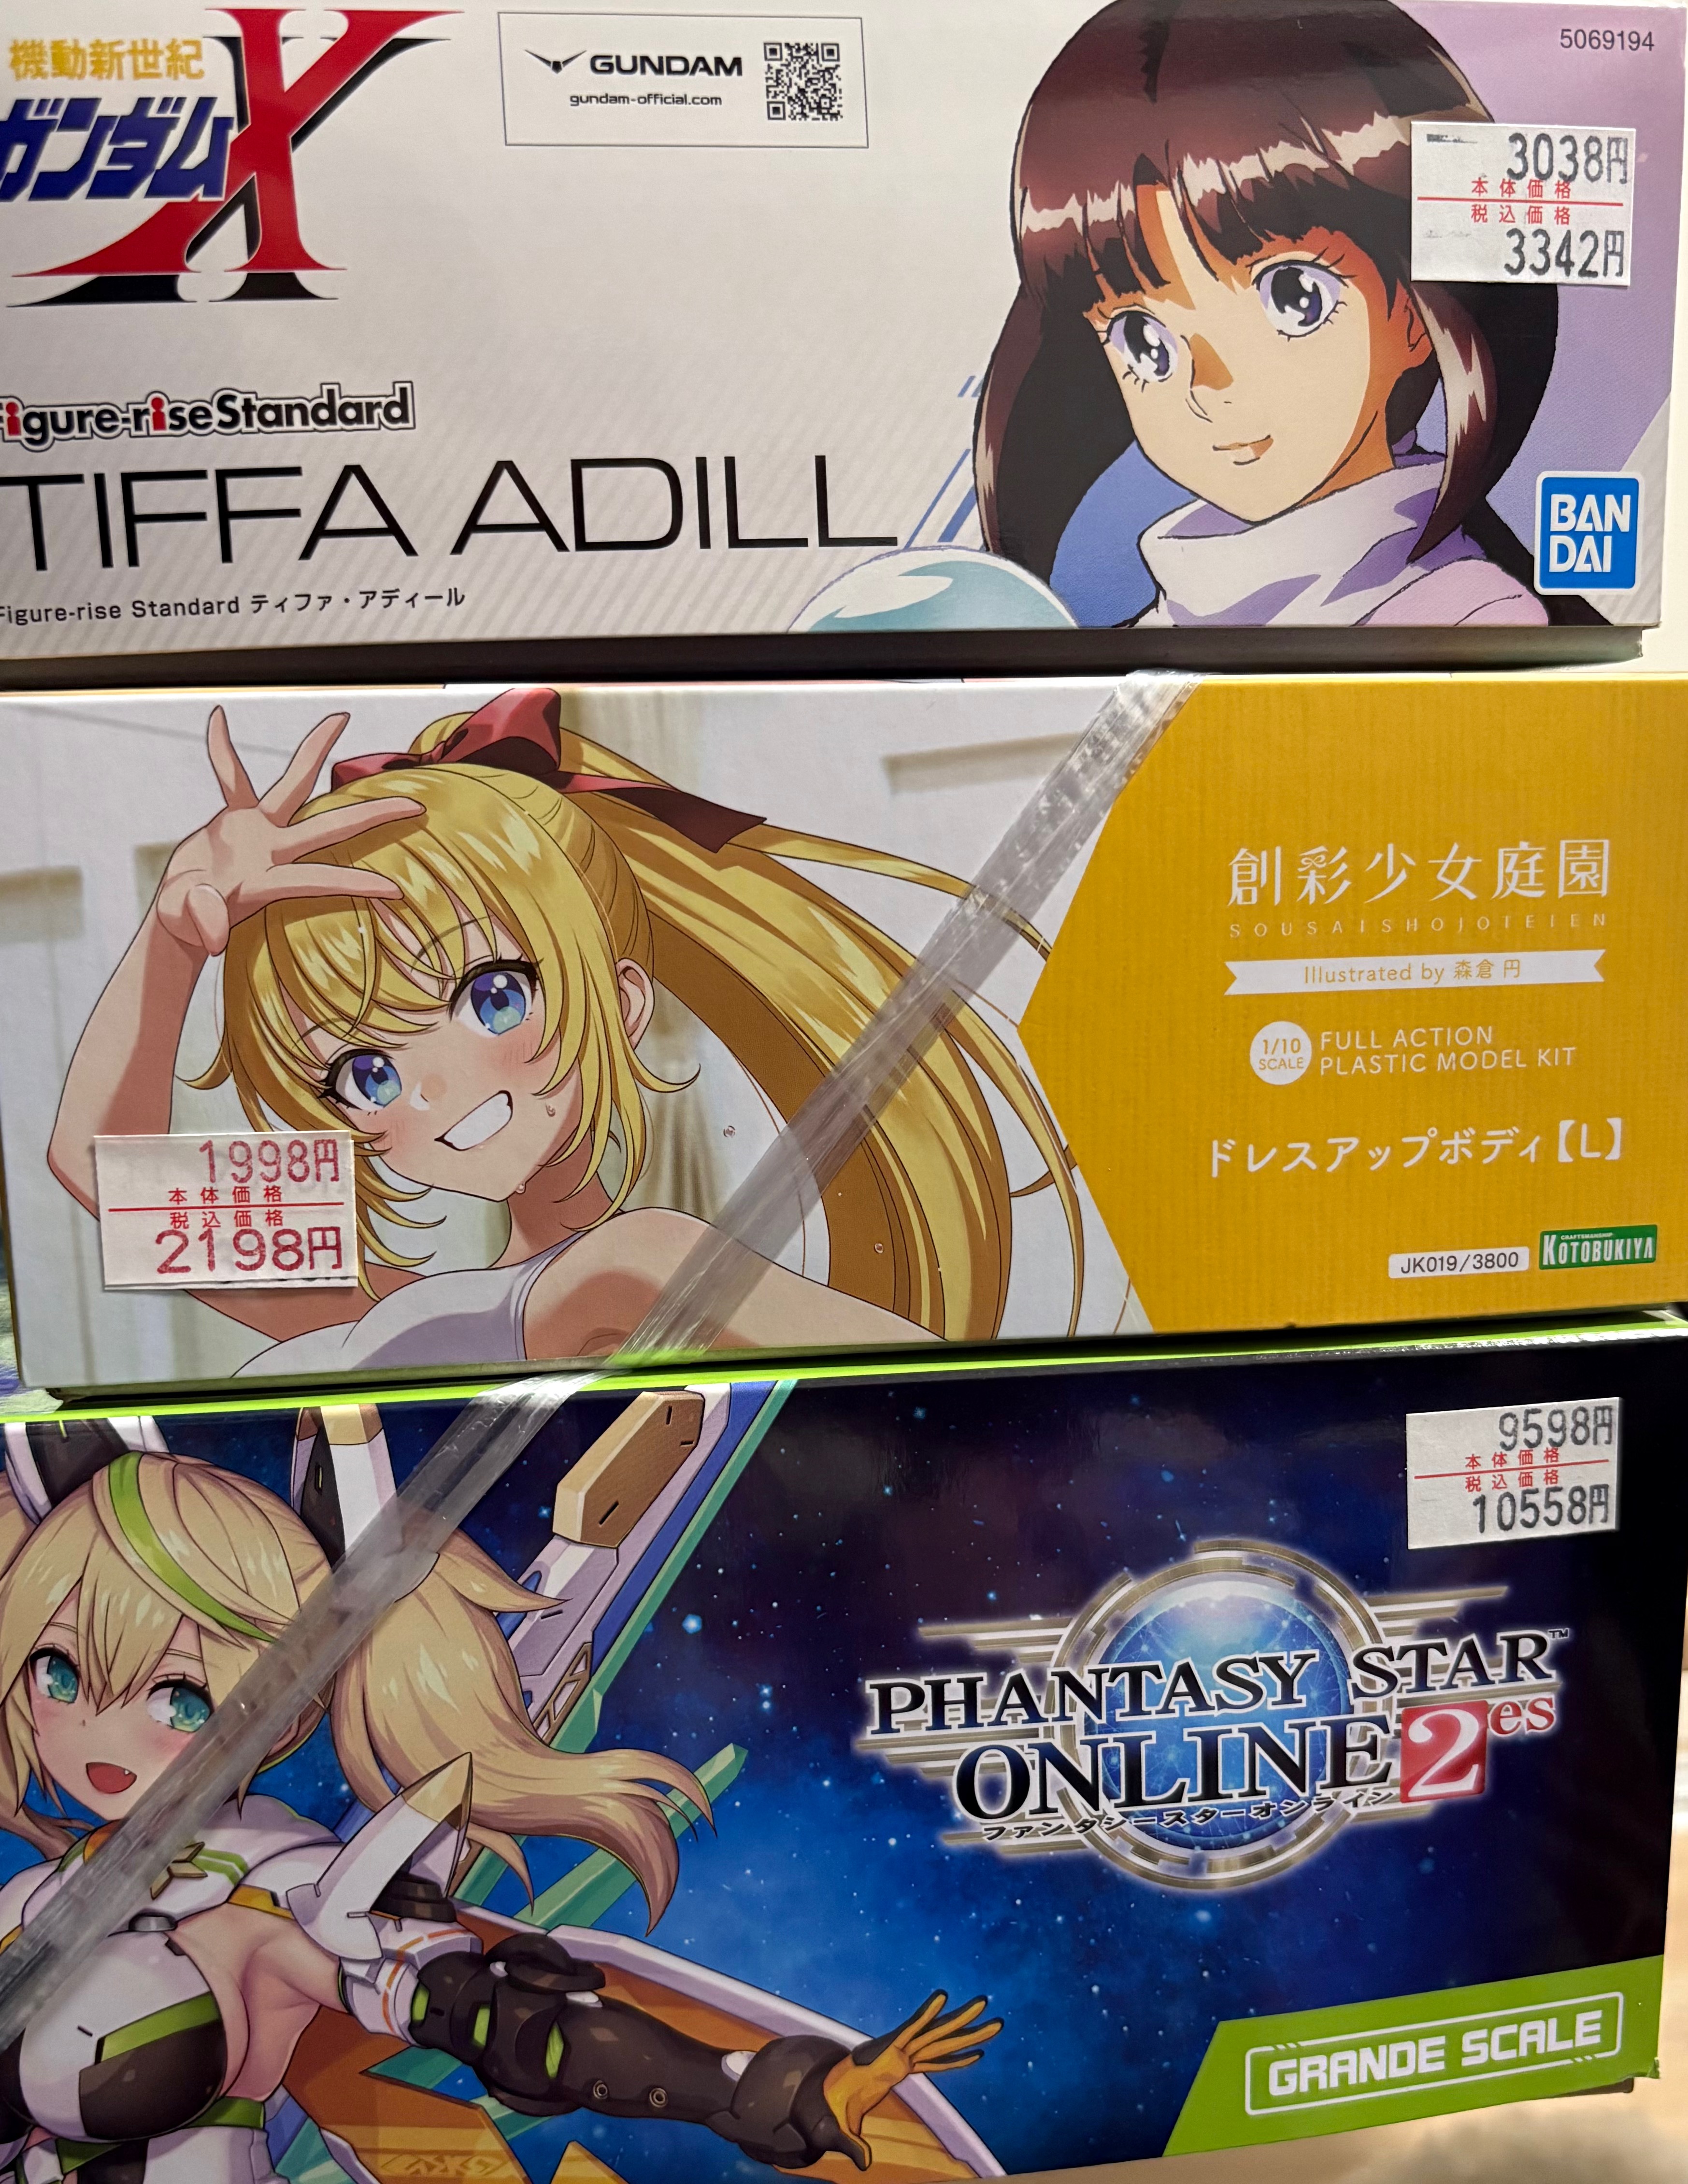 機動新世紀
ガンダムX
GUNDAM
gundam-official.com
5069194
3038円
本体価格
税込価格
3342円
Figure-riseStandard
TIFFA ADILL
Figure-rise Standard ティファ・アディール
BAN
DAI
創彩少女庭園
SOUSAISHOJOTEIEN
Illustrated by 森倉 円
1/10
SCALE
FULL ACTION
PLASTIC MODEL KIT
ドレスアップボディ【L】
1998円
本体価格
税込価格
2198円
JK019/3800
CRAFTSMANSHIP
KOTOBUKIYA
9598円
本体価格
税込価格
10558円
PHANTASY STAR™
ONLINE 2es
ファンタシースターオンライン
GRANDE SCALE